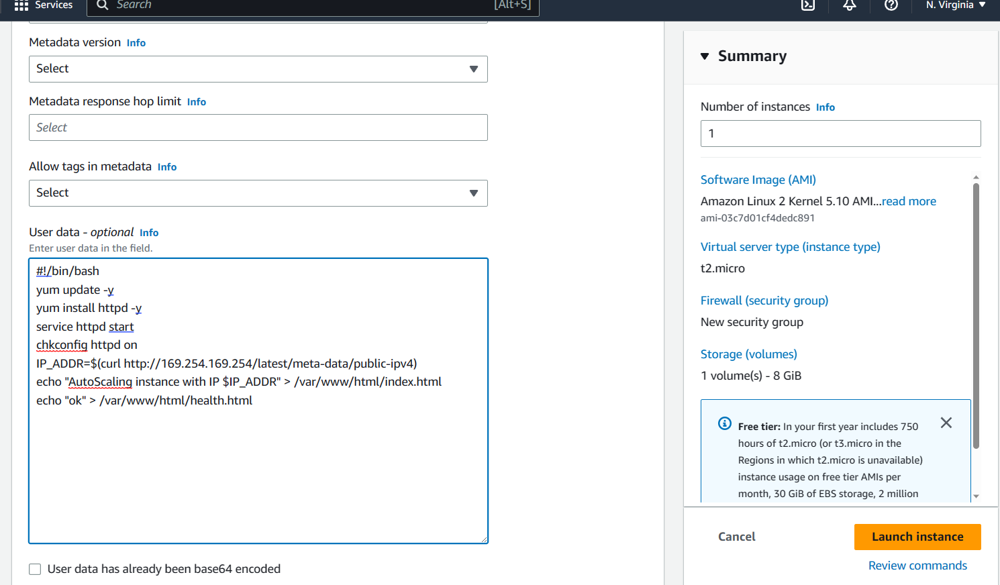 Services
Search
[Alt+S]
N. Virginia
Metadata version Info
Select
Metadata response hop limit Info
Select
Allow tags in metadata Info
Select
User data - optional Info
Enter user data in the field.
#!/bin/bash
yum update -y
yum install httpd -y
service httpd start
chkconfig httpd on
IP_ADDR=$(curl http://169.254.169.254/latest/meta-data/public-ipv4)
echo "AutoScaling instance with IP $IP_ADDR" > /var/www/html/index.html
echo "ok" > /var/www/html/health.html
User data has already been base64 encoded
Summary
Number of instances Info
1
Software Image (AMI)
Amazon Linux 2 Kernel 5.10 AMI...read more
ami-03c7d01cf4dedc891
Virtual server type (instance type)
t2.micro
Firewall (security group)
New security group
Storage (volumes)
1 volume(s) - 8 GiB
Free tier: In your first year includes 750
hours of t2.micro (or t3.micro in the
Regions in which t2.micro is unavailable)
instance usage on free tier AMIs per
month, 30 GiB of EBS storage, 2 million
Cancel
Launch instance
Review commands